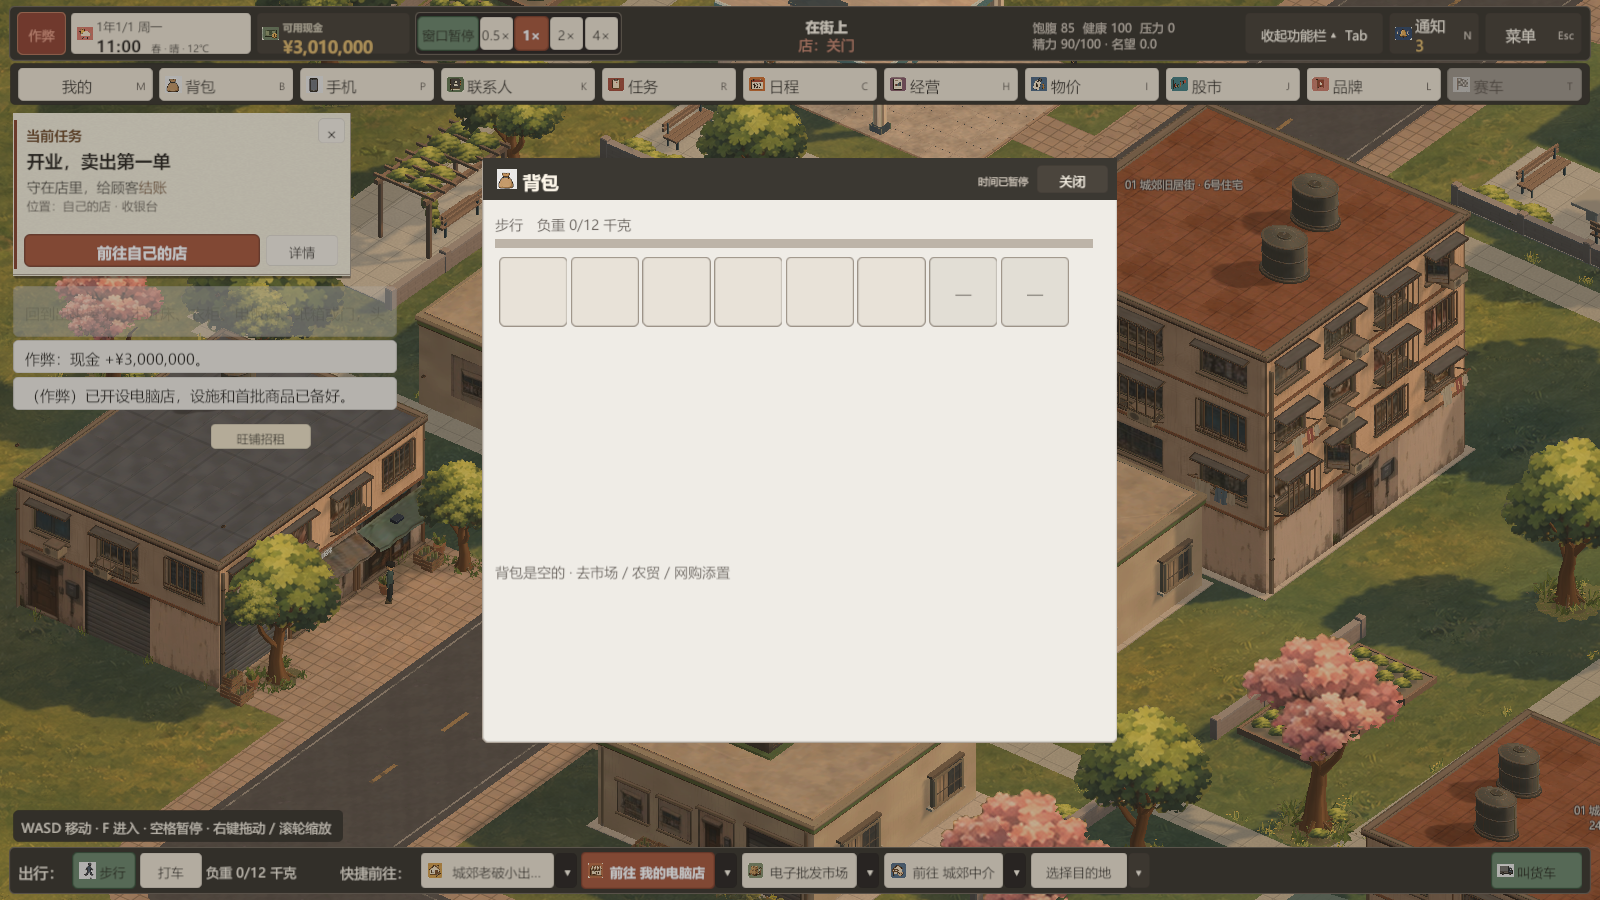 作弊
1年1/1 周一
11:00 春 · 晴 · 12°C
可用现金
¥3,010,000
窗口暂停 0.5× 1× 2× 4×
在街上
店：关门
饱腹 85 健康 100 压力 0
精力 90/100 · 名望 0.0
收起功能栏 ▴ Tab
通知
3
N
菜单 Esc
我的 M
背包 B
手机 P
联系人 K
任务 R
日程 C
经营 H
物价 I
股市 J
品牌 L
赛车 T
当前任务
×
开业，卖出第一单
守在店里，给顾客结账
位置：自己的店 · 收银台
前往自己的店
详情
作弊：现金 +¥3,000,000。
（作弊）已开设电脑店，设施和首批商品已备好。
旺铺招租
背包
时间已暂停
关闭
步行 负重 0/12 千克
—
—
背包是空的 · 去市场 / 农贸 / 网购添置
01 城郊旧居街 · 6号住宅
01 城
24
WASD 移动 · F 进入 · 空格暂停 · 右键拖动 / 滚轮缩放
出行：
步行
打车
负重 0/12 千克
快捷前往：
城郊老破小出... ▾
前往 我的电脑店 ▾
电子批发市场 ▾
前往 城郊中介 ▾
选择目的地 ▾
叫货车